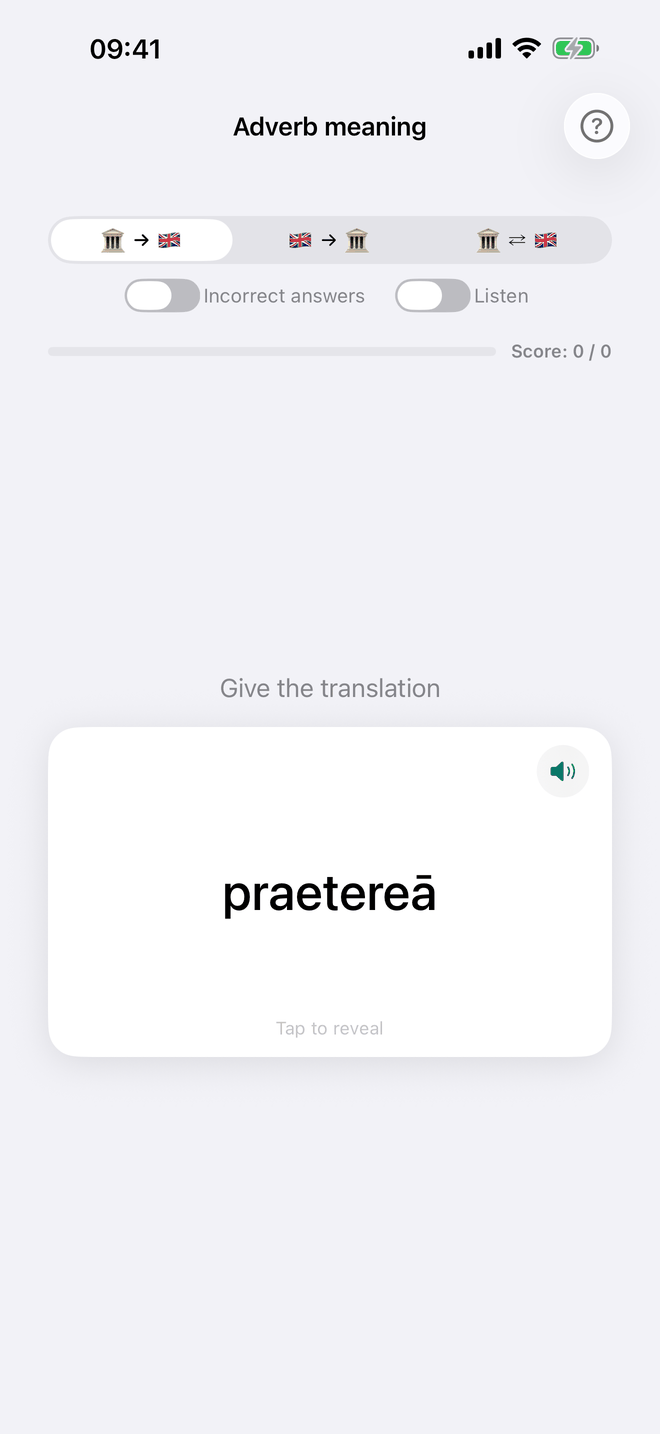 09:41
Adverb meaning
🏛️ → 🇬🇧 🇬🇧 → 🏛️ 🏛️ ⇄ 🇬🇧
Incorrect answers Listen
Score: 0 / 0
Give the translation
praetereā
Tap to reveal